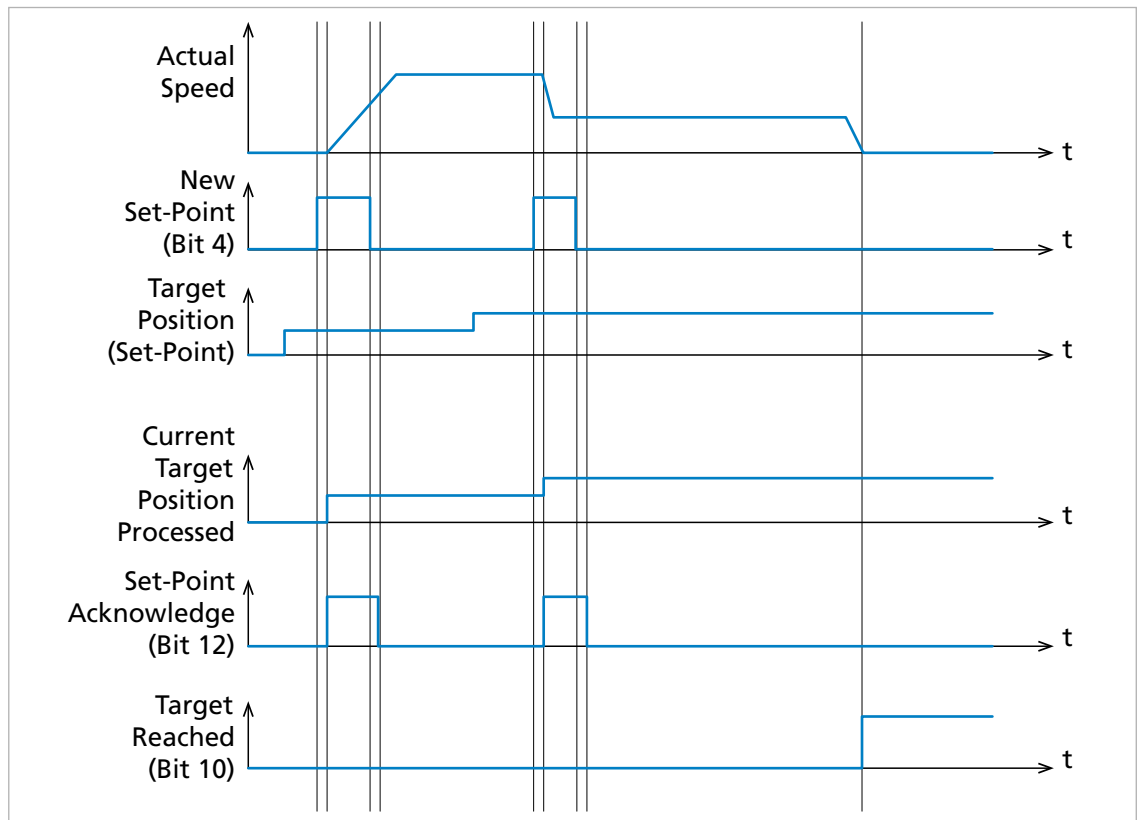 Actual
Speed
t
New
Set-Point
(Bit 4)
t
Target
Position
(Set-Point)
t
Current
Target
Position
Processed
t
Set-Point
Acknowledge
(Bit 12)
t
Target
Reached
(Bit 10)
t